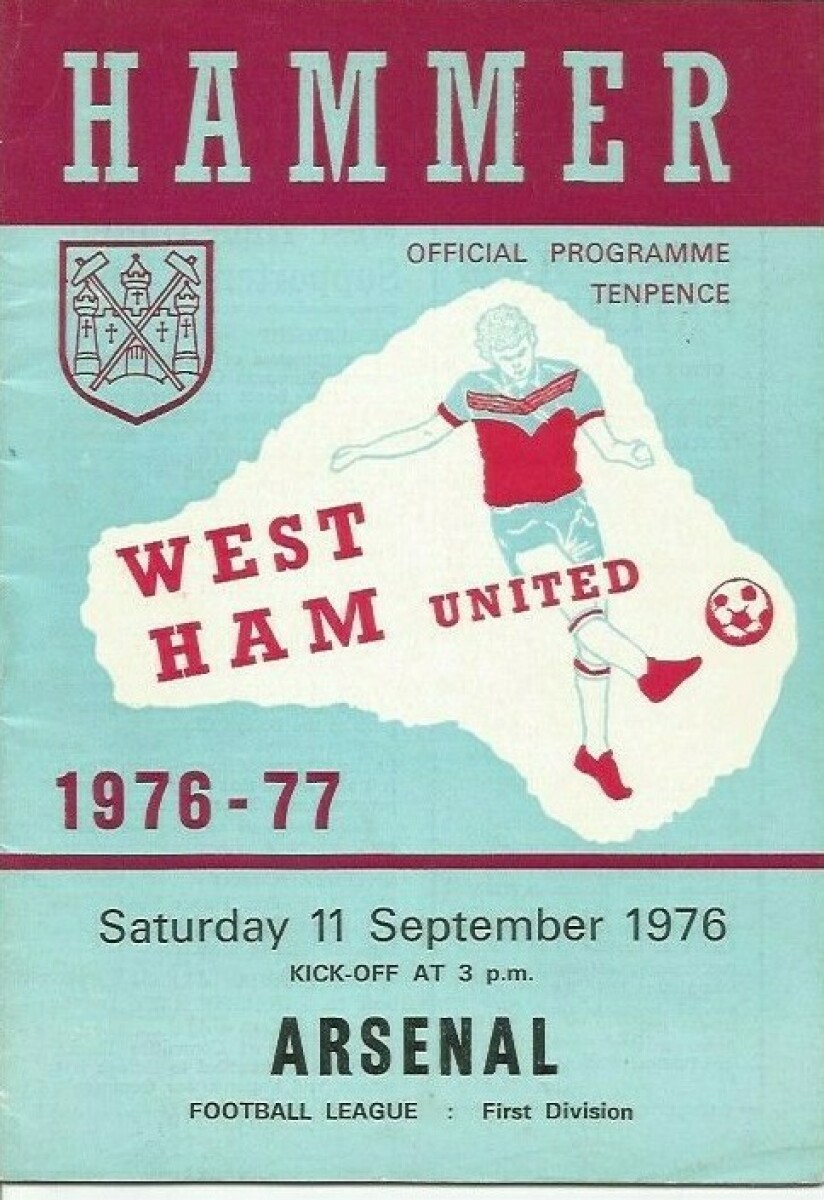 HAMMER
OFFICIAL PROGRAMME
TENPENCE
WEST
HAM UNITED
1976-77
Saturday 11 September 1976
KICK-OFF AT 3 p.m.
ARSENAL
FOOTBALL LEAGUE : First Division